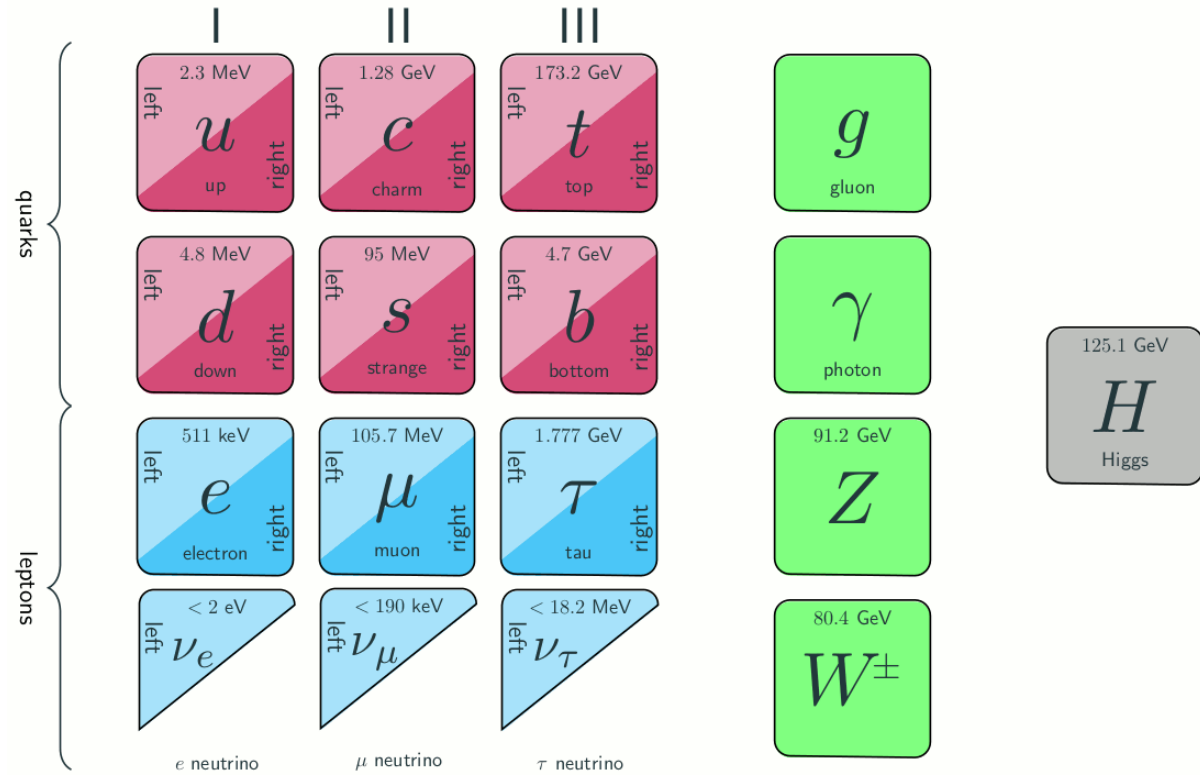 I II III
quarks
2.3 MeV
left
u
right
up
1.28 GeV
left
c
right
charm
173.2 GeV
left
t
right
top
g
gluon
4.8 MeV
left
d
right
down
95 MeV
left
s
right
strange
4.7 GeV
left
b
right
bottom
γ
photon
125.1 GeV
H
Higgs
leptons
511 keV
left
e
right
electron
105.7 MeV
left
μ
right
muon
1.777 GeV
left
τ
right
tau
91.2 GeV
Z
< 2 eV
left
νe
e neutrino
< 190 keV
left
νμ
μ neutrino
< 18.2 MeV
left
ντ
τ neutrino
80.4 GeV
W±